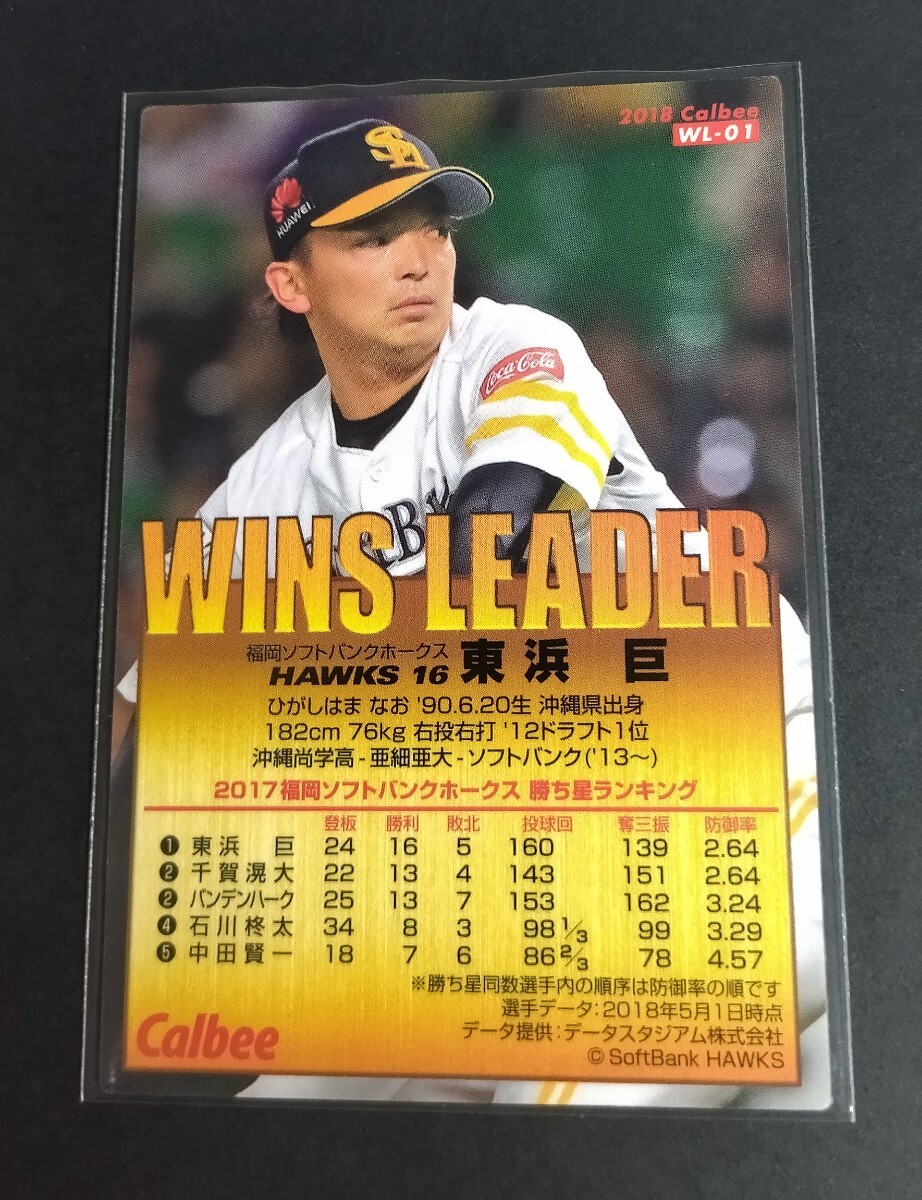 2018 Calbee
WL-01
SH
HUAWEI
Coca-Cola
WINS LEADER
福岡ソフトバンクホークス
HAWKS 16 東浜 巨
ひがしはま なお '90.6.20生 沖縄県出身
182cm 76kg 右投右打 '12ドラフト1位
沖縄尚学高-亜細亜大-ソフトバンク('13〜)
2017福岡ソフトバンクホークス 勝ち星ランキング
登板 勝利 敗北 投球回 奪三振 防御率
❶ 東浜 巨 24 16 5 160 139 2.64
❷ 千賀滉大 22 13 4 143 151 2.64
❷ バンデンハーク 25 13 7 153 162 3.24
❹ 石川柊太 34 8 3 98 1/3 99 3.29
❺ 中田賢一 18 7 6 86 2/3 78 4.57
※勝ち星同数選手内の順序は防御率の順です
選手データ:2018年5月1日時点
データ提供:データスタジアム株式会社
Calbee
© SoftBank HAWKS